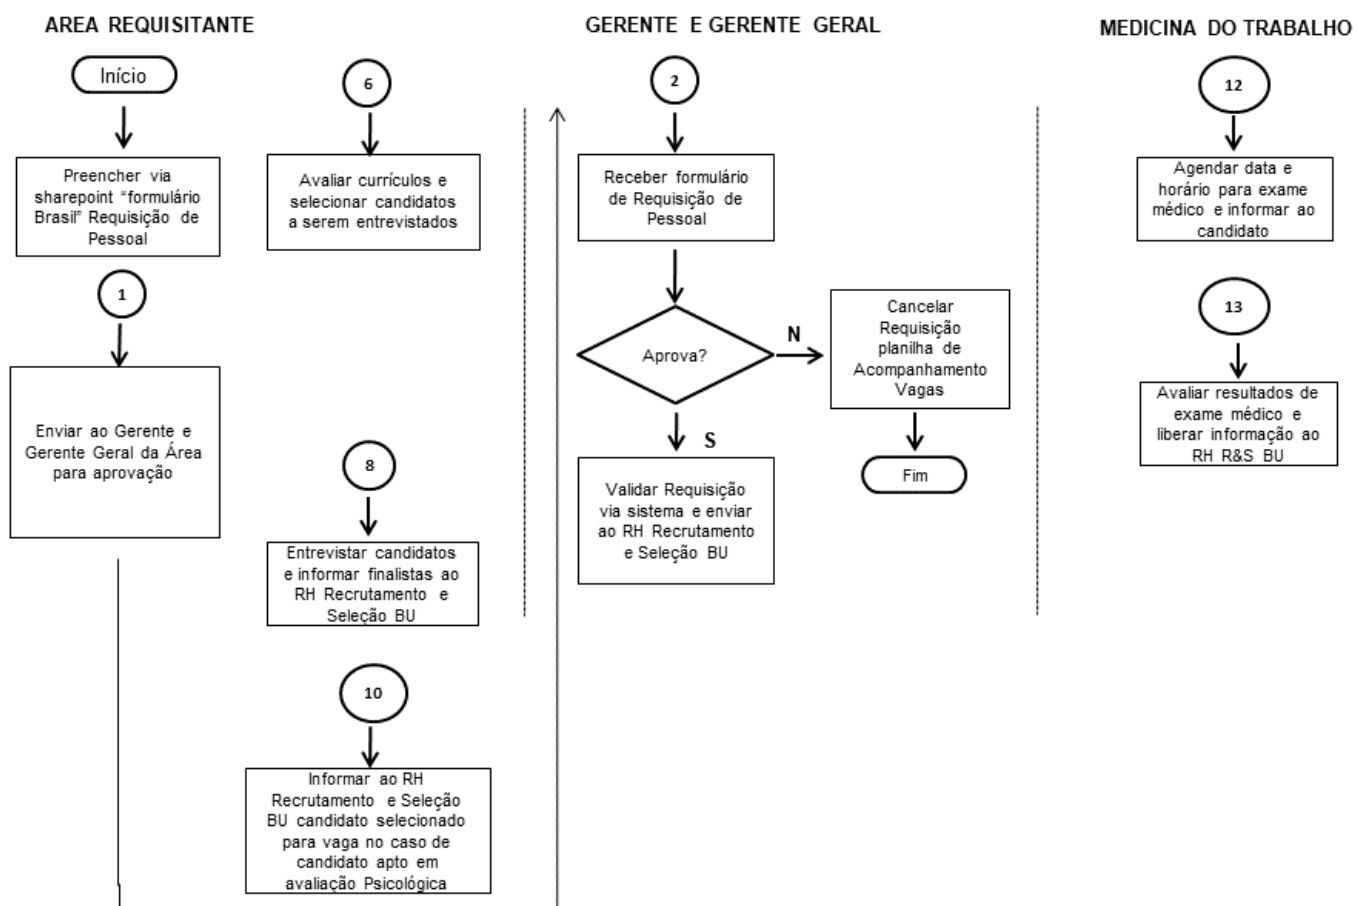 AREA REQUISITANTE
Início
Preencher via
sharepoint “formulário
Brasil” Requisição de
Pessoal
1
Enviar ao Gerente e
Gerente Geral da Área
para aprovação
6
Avaliar currículos e
selecionar candidatos
a serem entrevistados
8
Entrevistar candidatos
e informar finalistas ao
RH Recrutamento e
Seleção BU
10
Informar ao RH
Recrutamento e Seleção
BU candidato selecionado
para vaga no caso de
candidato apto em
avaliação Psicológica
GERENTE E GERENTE GERAL
2
Receber formulário
de Requisição de
Pessoal
Aprova?
N
Cancelar
Requisição
planilha de
Acompanhamento
Vagas
Fim
S
Validar Requisição
via sistema e enviar
ao RH Recrutamento
e Seleção BU
MEDICINA DO TRABALHO
12
Agendar data e
horário para exame
médico e informar ao
candidato
13
Avaliar resultados de
exame médico e
liberar informação ao
RH R&S BU